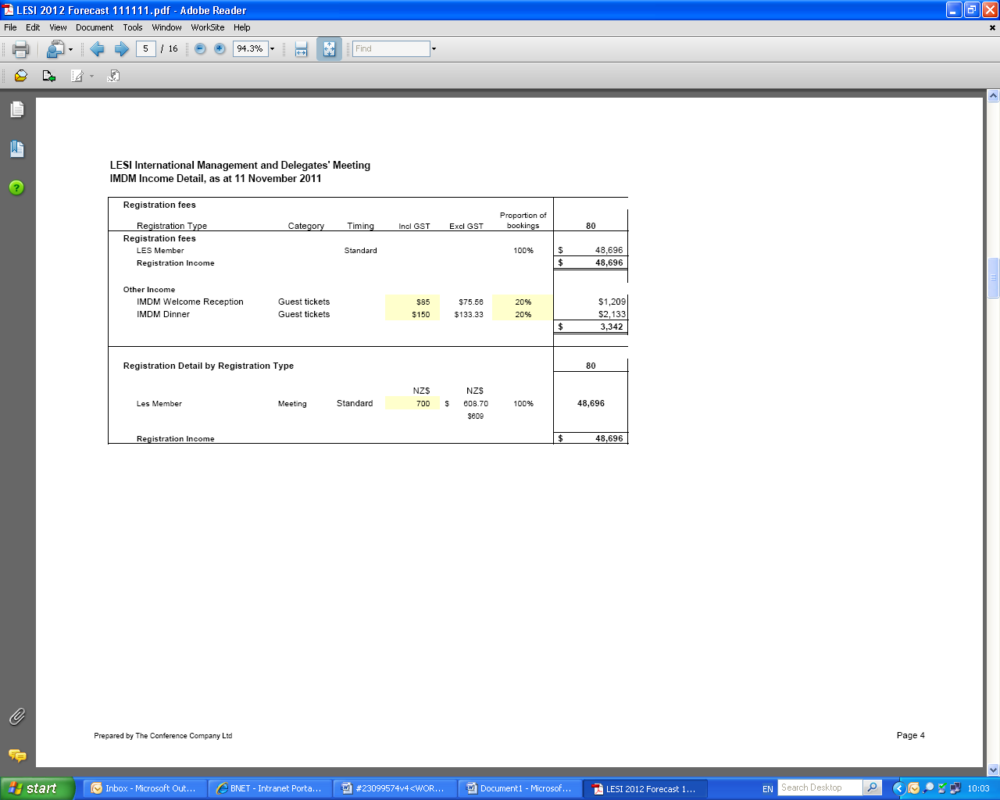 LESI 2012 Forecast 111111.pdf - Adobe Reader
File Edit View Document Tools Window WorkSite Help
5 / 16 94.3% Find
LESI International Management and Delegates' Meeting
IMDM Income Detail, as at 11 November 2011
Registration fees
Proportion of
Registration Type Category Timing Incl GST Excl GST bookings 80
Registration fees
LES Member Standard 100% $ 48,696
Registration Income $ 48,696
Other Income
IMDM Welcome Reception Guest tickets $85 $75.56 20% $1,209
IMDM Dinner Guest tickets $150 $133.33 20% $2,133
$ 3,342
Registration Detail by Registration Type 80
NZ$ NZ$
Les Member Meeting Standard 700 $ 608.70 100% 48,696
$609
Registration Income $ 48,696
Prepared by The Conference Company Ltd Page 4
start Inbox - Microsoft Out... BNET - Intranet Porta... #23099574v4<WOR... Document1 - Microsof... LESI 2012 Forecast 1... EN Search Desktop 10:03